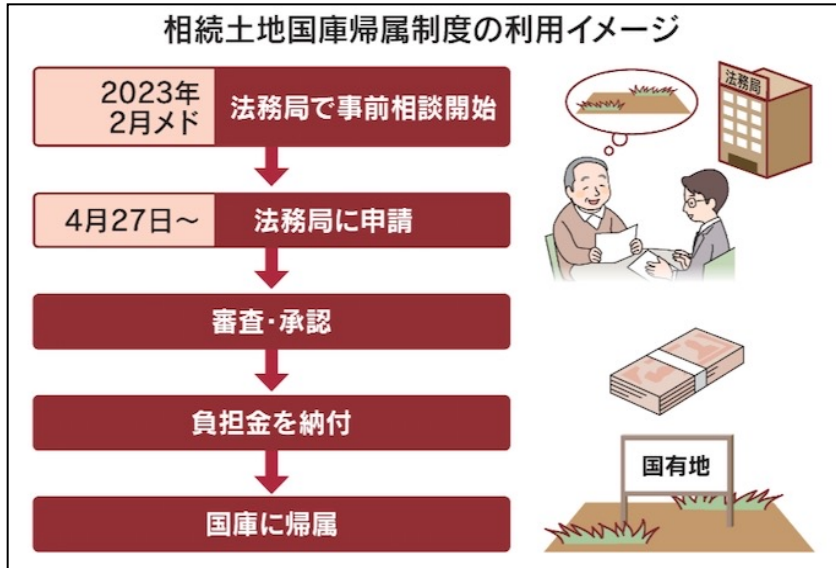 相続土地国庫帰属制度の利用イメージ
2023年
2月メド
法務局で事前相談開始
法務局
4月27日~
法務局に申請
審査・承認
負担金を納付
国有地
国庫に帰属